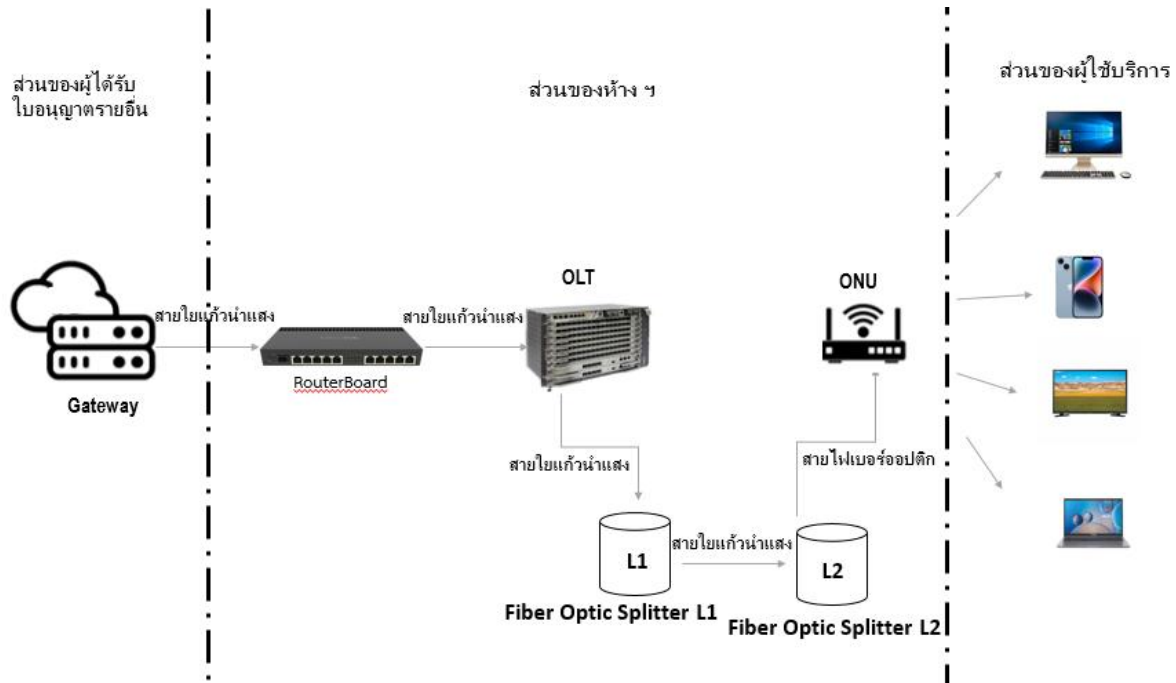 ส่วนของผู้ได้รับ
ใบอนุญาตรายอื่น
ส่วนของห้าง ฯ
ส่วนของผู้ใช้บริการ
OLT
ONU
สายใยแก้วนำแสง
สายใยแก้วนำแสง
RouterBoard
Gateway
สายใยแก้วนำแสง
สายไฟเบอร์ออปติก
สายใยแก้วนำแสง
L1
L2
Fiber Optic Splitter L1
Fiber Optic Splitter L2